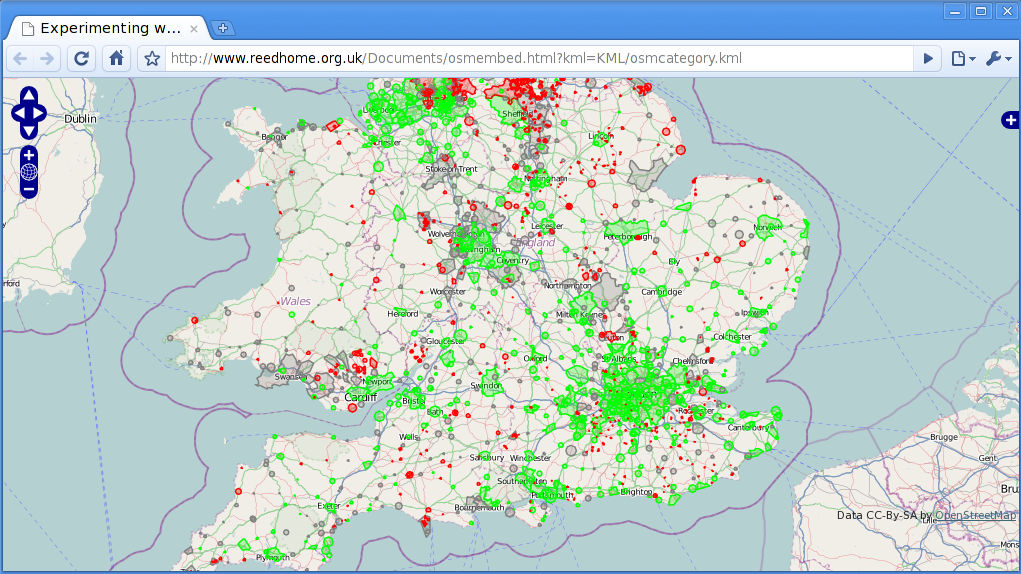 Experimenting w...
http://www.reedhome.org.uk/Documents/osmembed.html?kml=KML/osmcategory.kml
Dublin
Bangor
Sheffield
Lincoln
Stoke-on-Trent
Nottingham
Leicester
Peterborough
Norwich
England
Coventry
Ely
Worcester
Northampton
Cambridge
Wales
Hereford
Milton Keynes
Ipswich
Gloucester
Colchester
Luton
Oxford
St Albans
Chelmsford
Swansea
Newport
Swindon
Cardiff
Bristol
Bath
Rochester
Canterbury
Wells
Brugge
Salisbury
Winchester
Gent
Southampton
Brighton
Portsmouth
Exeter
Bournemouth
Data CC-By-SA by OpenStreetMap
Lille
Mons
Plymouth